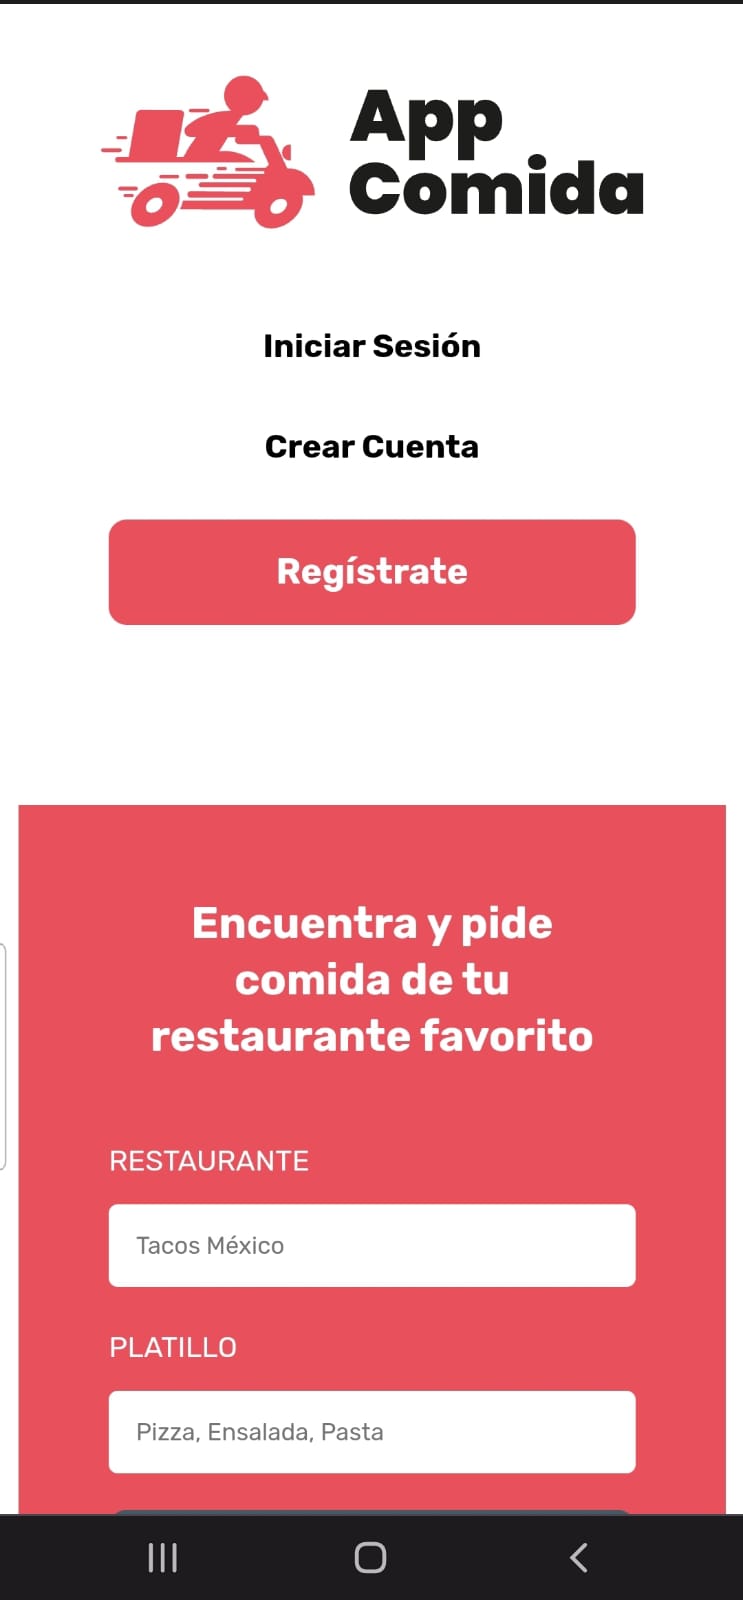 App
Comida
Iniciar Sesión
Crear Cuenta
Regístrate
Encuentra y pide
comida de tu
restaurante favorito
RESTAURANTE
Tacos México
PLATILLO
Pizza, Ensalada, Pasta